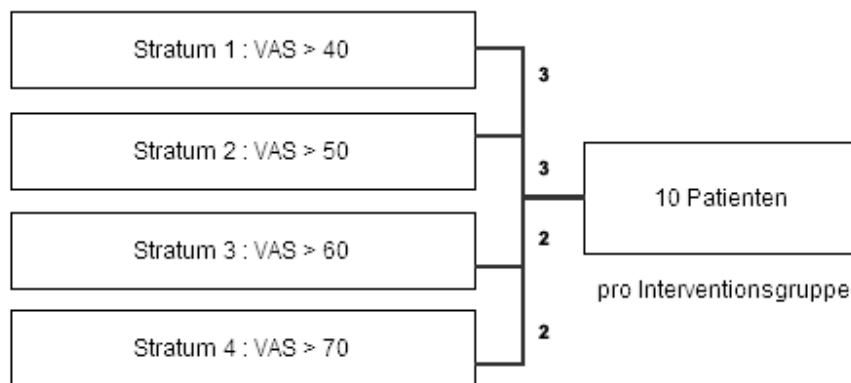 Stratum 1 : VAS > 40
3
Stratum 2 : VAS > 50
3
10 Patienten
Stratum 3 : VAS > 60
2
pro Interventionsgruppe
Stratum 4 : VAS > 70
2